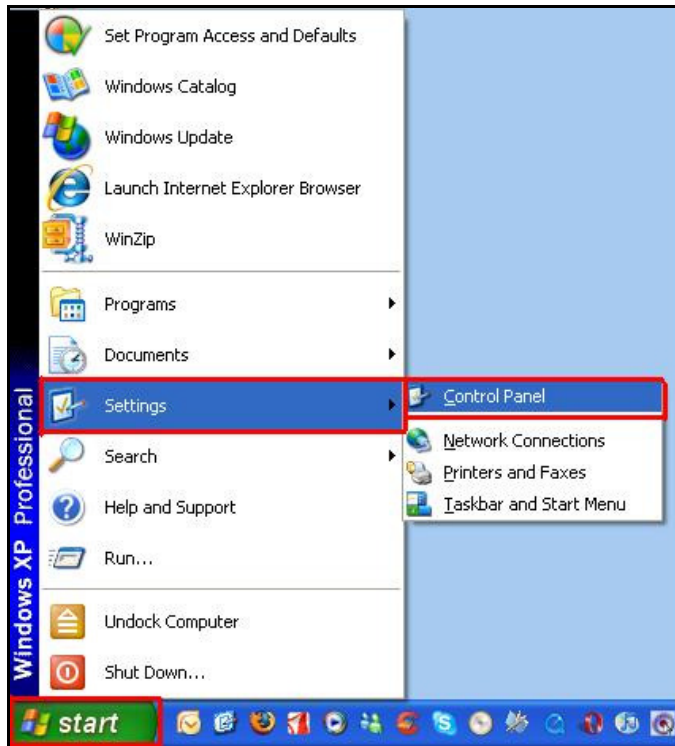 Set Program Access and Defaults
Windows Catalog
Windows Update
Launch Internet Explorer Browser
WinZip
Programs
Documents
Settings
Control Panel
Search
Network Connections
Printers and Faxes
Taskbar and Start Menu
Help and Support
Run...
Undock Computer
Shut Down...
Windows XP Professional
start